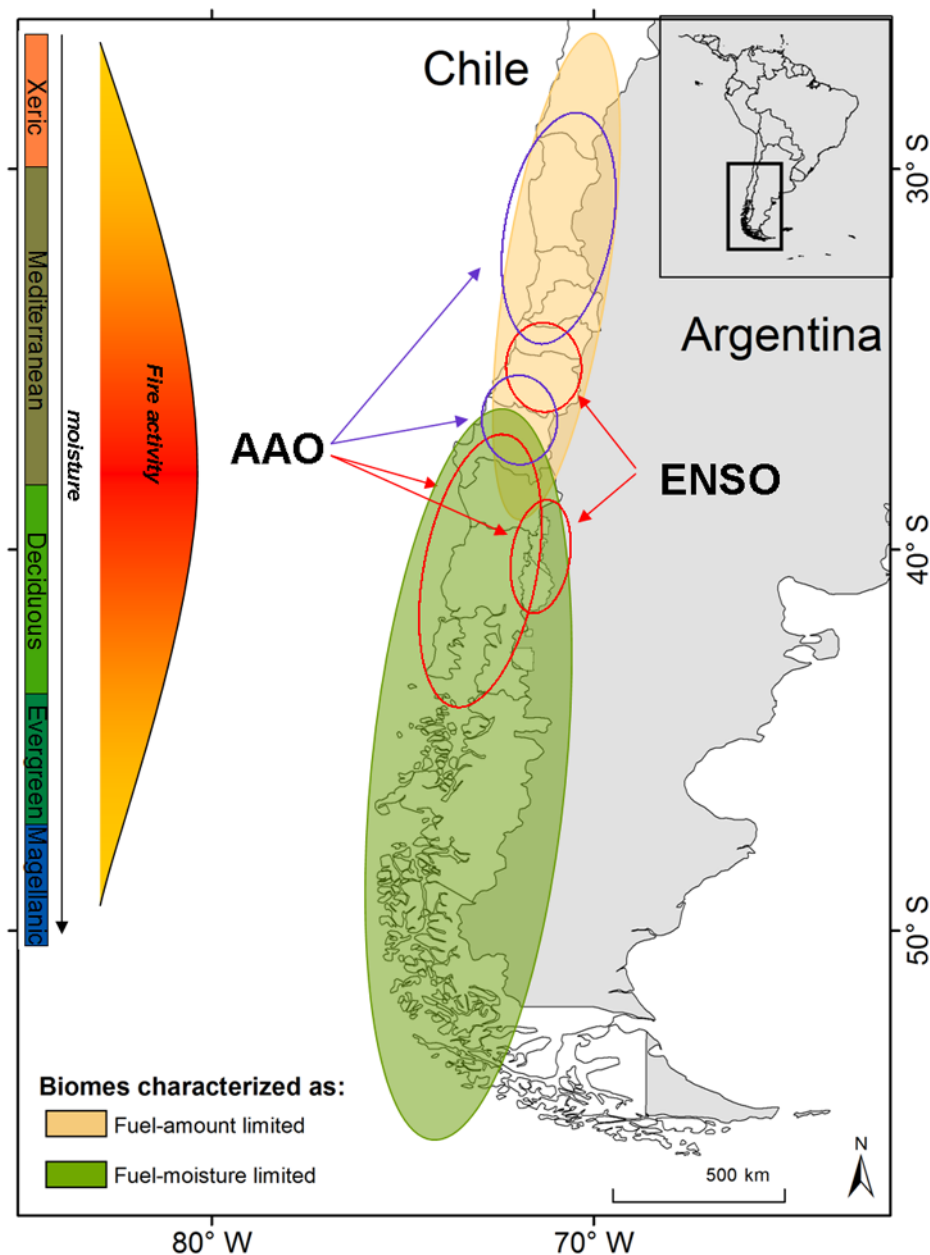 Chile
Argentina
Xeric
Mediterranean
Deciduous
Evergreen
Magellanic
moisture
Fire activity
AAO
ENSO
30° S
40° S
50° S
Biomes characterized as:
Fuel-amount limited
Fuel-moisture limited
N
500 km
80° W
70° W